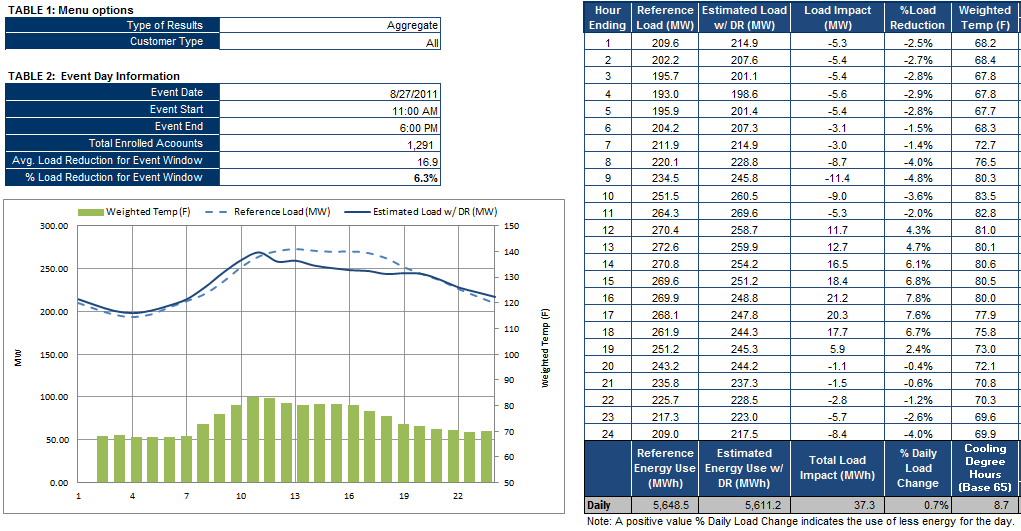 TABLE 1: Menu options
Type of Results Aggregate
Customer Type All
TABLE 2: Event Day Information
Event Date 8/27/2011
Event Start 11:00 AM
Event End 6:00 PM
Total Enrolled Accounts 1,291
Avg. Load Reduction for Event Window 16.9
% Load Reduction for Event Window 6.3%
Weighted Temp (F) Reference Load (MW) Estimated Load w/ DR (MW)
300.00 150
140
250.00 130
120
200.00
110
150.00 100
90
100.00 80
70
50.00
60
0.00 50
MW
Weighted Temp (F)
1 4 7 10 13 16 19 22
Hour Reference Estimated Load Load Impact %Load Weighted
Ending Load (MW) w/ DR (MW) (MW) Reduction Temp (F)
1 209.6 214.9 -5.3 -2.5% 68.2
2 202.2 207.6 -5.4 -2.7% 68.4
3 195.7 201.1 -5.4 -2.8% 67.8
4 193.0 198.6 -5.6 -2.9% 67.8
5 195.9 201.4 -5.4 -2.8% 67.7
6 204.2 207.3 -3.1 -1.5% 68.3
7 211.9 214.9 -3.0 -1.4% 72.7
8 220.1 228.8 -8.7 -4.0% 76.5
9 234.5 245.8 -11.4 -4.8% 80.3
10 251.5 260.5 -9.0 -3.6% 83.5
11 264.3 269.6 -5.3 -2.0% 82.8
12 270.4 258.7 11.7 4.3% 81.0
13 272.6 259.9 12.7 4.7% 80.1
14 270.8 254.2 16.5 6.1% 80.6
15 269.6 251.2 18.4 6.8% 80.5
16 269.9 248.8 21.2 7.8% 80.0
17 268.1 247.8 20.3 7.6% 77.9
18 261.9 244.3 17.7 6.7% 75.8
19 251.2 245.3 5.9 2.4% 73.0
20 243.2 244.2 -1.1 -0.4% 72.1
21 235.8 237.3 -1.5 -0.6% 70.8
22 225.7 228.5 -2.8 -1.2% 70.3
23 217.3 223.0 -5.7 -2.6% 69.6
24 209.0 217.5 -8.4 -4.0% 69.9
Reference Estimated Total Load % Daily Cooling
Energy Use Energy Use w/ Impact (MWh) Load Degree
(MWh) DR (MWh) Change Hours
(Base 65)
Daily 5,648.5 5,611.2 37.3 0.7% 8.7
Note: A positive value % Daily Load Change indicates the use of less energy for the day.